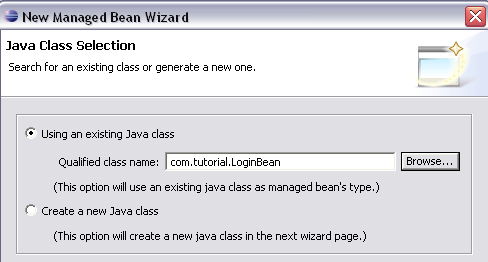 New Managed Bean Wizard
Java Class Selection
Search for an existing class or generate a new one.
Using an existing Java class
Qualified class name: com.tutorial.LoginBean Browse...
(This option will use an existing java class as managed bean's type.)
Create a new Java class
(This option will create a new java class in the next wizard page.)